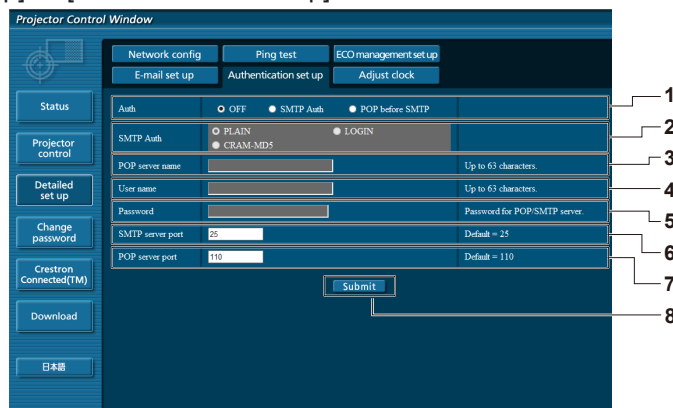 Projector Control Window
Network config Ping test ECO management set up
E-mail set up Authentication set up Adjust clock
Status
Projector control
Detailed set up
Change password
Crestron Connected(TM)
Download
日本語
Auth OFF SMTP Auth POP before SMTP 1
SMTP Auth PLAIN LOGIN 2
CRAM-MD5
POP server name Up to 63 characters. 3
User name Up to 63 characters. 4
Password Password for POP/SMTP server. 5
SMTP server port 25 Default = 25 6
POP server port 110 Default = 110 7
Submit 8